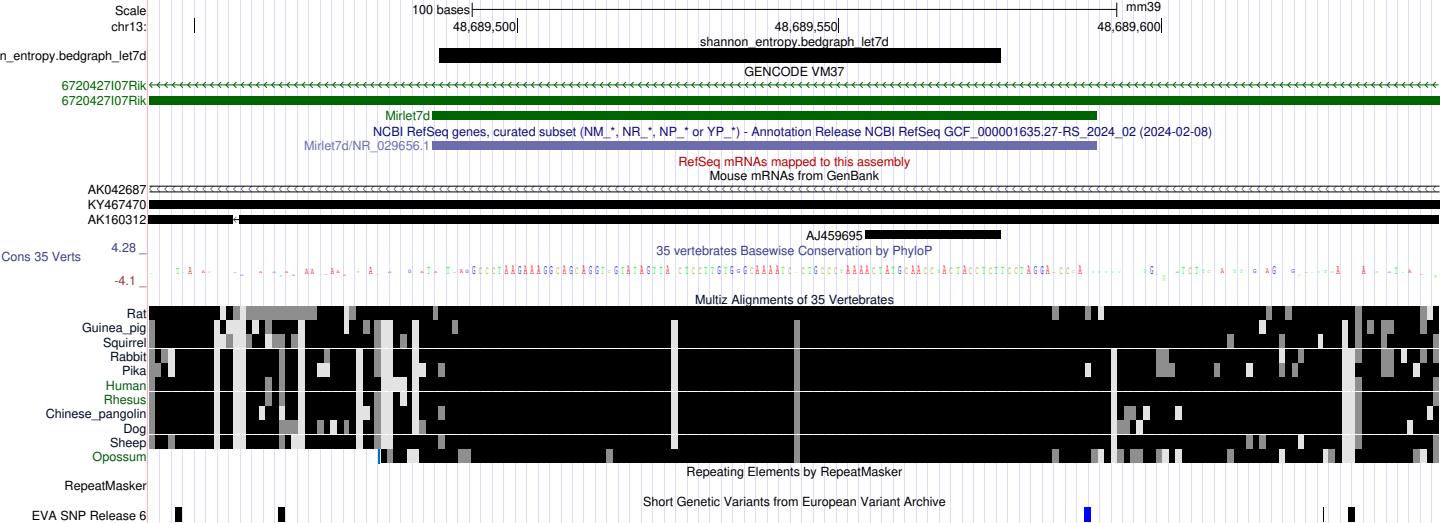 Scale 100 bases mm39
chr13: 48,689,500 48,689,550 48,689,600
shannon_entropy.bedgraph_let7d
n_entropy.bedgraph_let7d
GENCODE VM37
6720427I07Rik
6720427I07Rik
Mirlet7d
NCBI RefSeq genes, curated subset (NM_*, NR_*, NP_* or YP_*) - Annotation Release NCBI RefSeq GCF_000001635.27-RS_2024_02 (2024-02-08)
Mirlet7d/NR_029656.1
RefSeq mRNAs mapped to this assembly
Mouse mRNAs from GenBank
AK042687
KY467470
AK160312
AJ459695
4.28 _
35 vertebrates Basewise Conservation by PhyloP
Cons 35 Verts
-4.1 _
Multiz Alignments of 35 Vertebrates
Rat
Guinea_pig
Squirrel
Rabbit
Pika
Human
Rhesus
Chinese_pangolin
Dog
Sheep
Opossum
Repeating Elements by RepeatMasker
RepeatMasker
Short Genetic Variants from European Variant Archive
EVA SNP Release 6